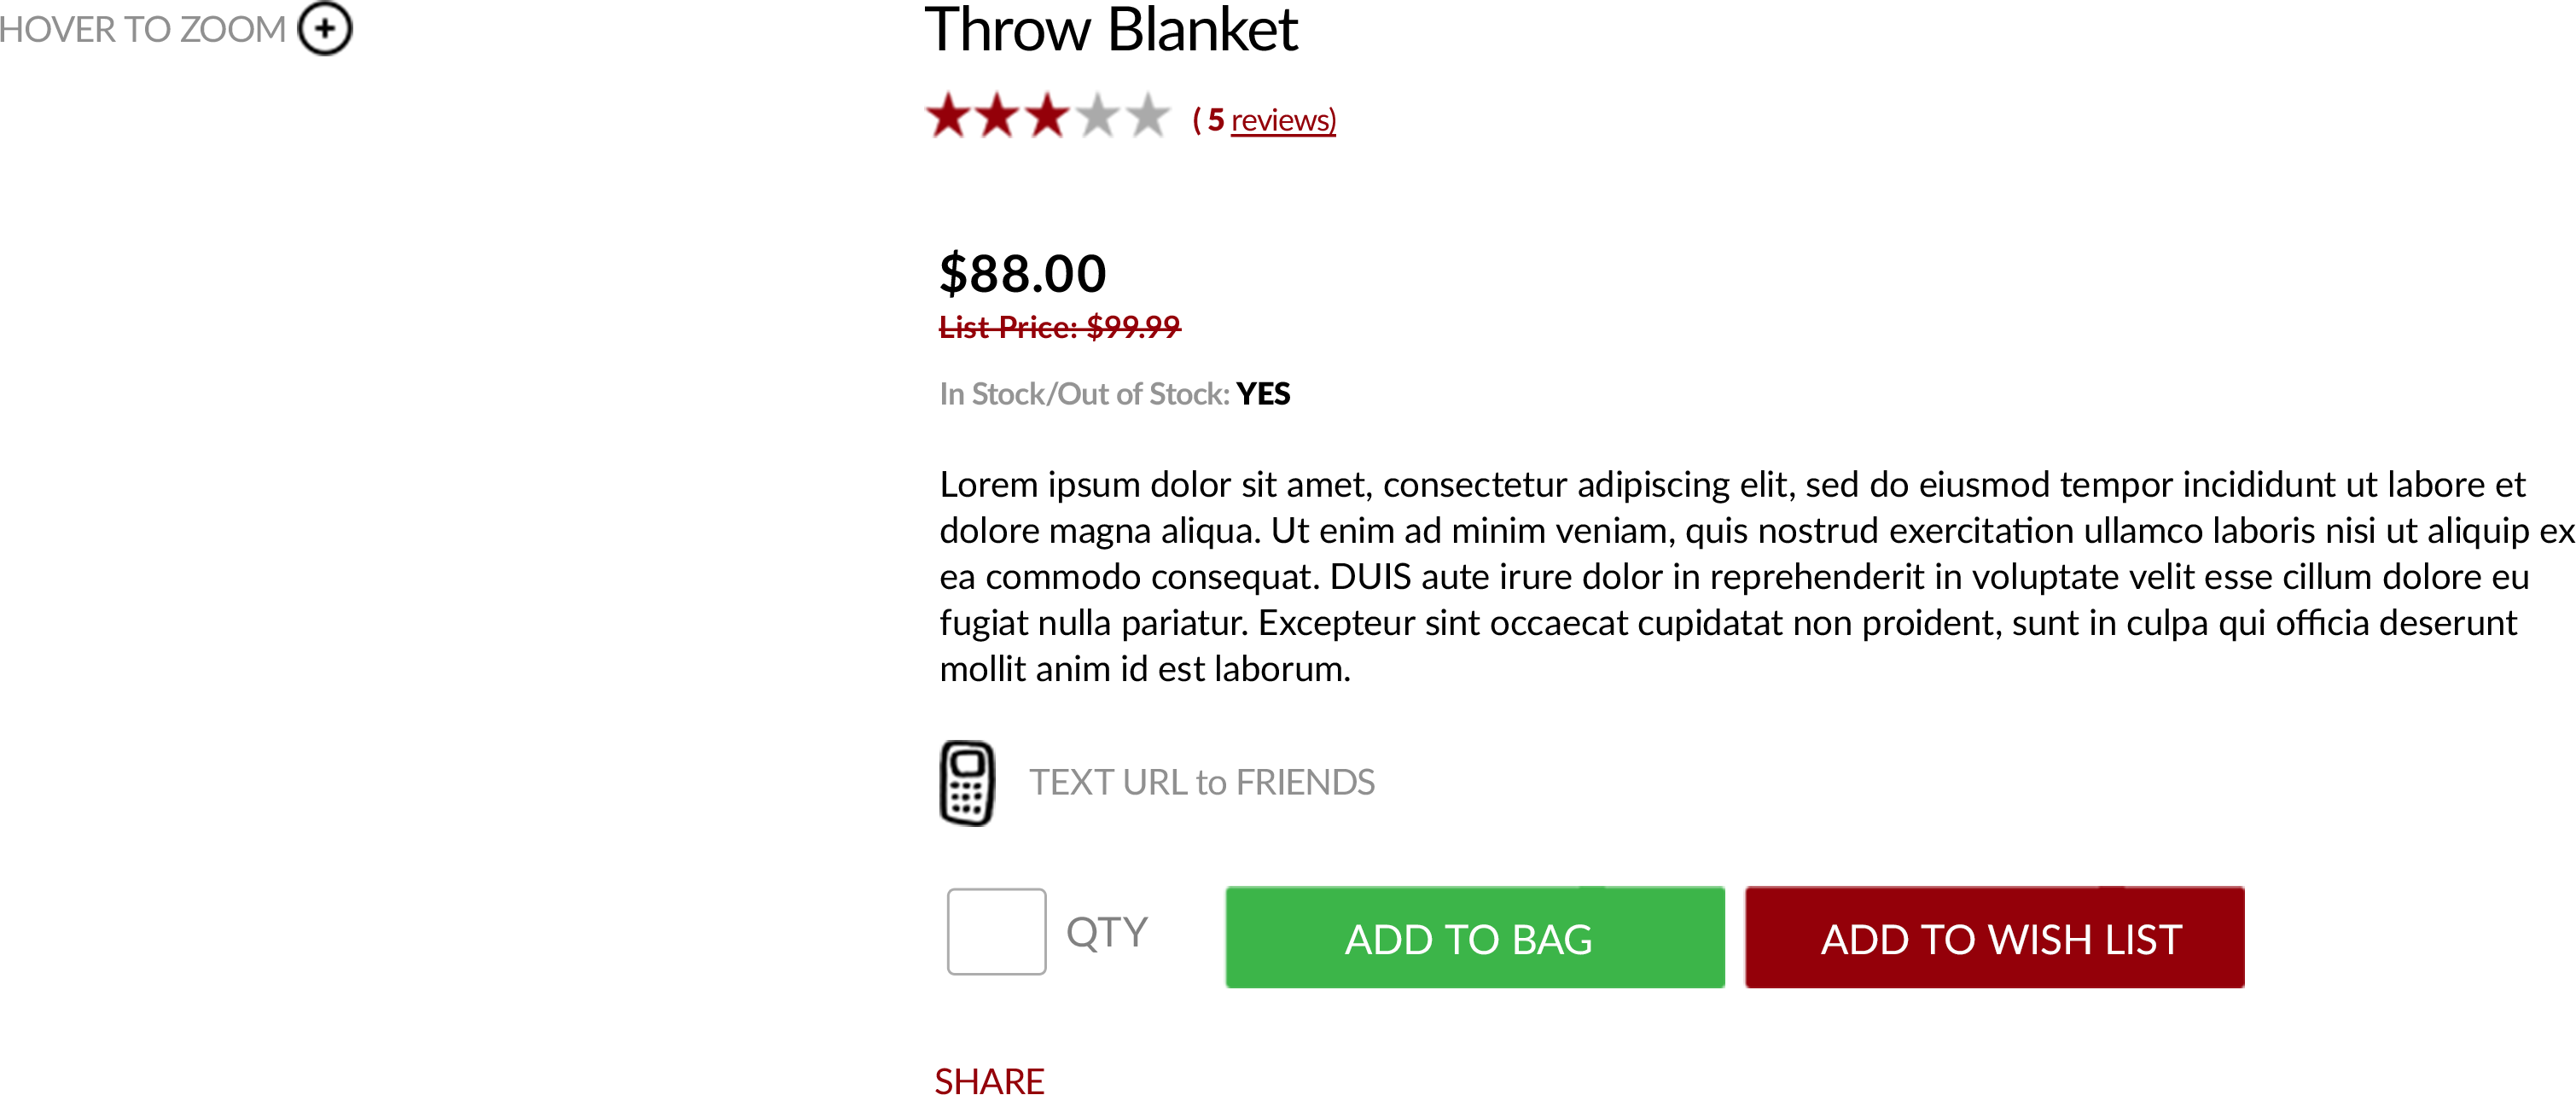 HOVER TO ZOOM
Throw Blanket
( 5 reviews)
$88.00
List Price: $99.99
In Stock/Out of Stock: YES
Lorem ipsum dolor sit amet, consectetur adipiscing elit, sed do eiusmod tempor incididunt ut labore et
dolore magna aliqua. Ut enim ad minim veniam, quis nostrud exercitation ullamco laboris nisi ut aliquip ex
ea commodo consequat. DUIS aute irure dolor in reprehenderit in voluptate velit esse cillum dolore eu
fugiat nulla pariatur. Excepteur sint occaecat cupidatat non proident, sunt in culpa qui officia deserunt
mollit anim id est laborum.
TEXT URL to FRIENDS
QTY
ADD TO BAG
ADD TO WISH LIST
SHARE